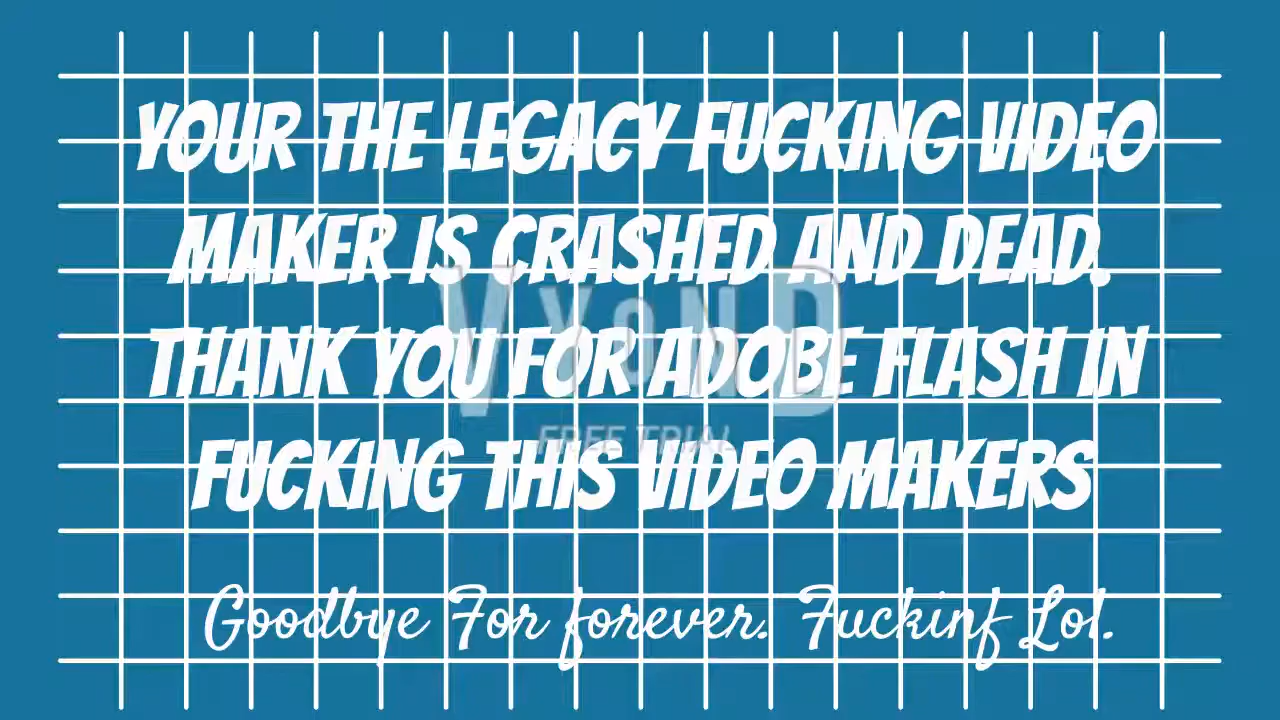 YOUR THE LEGACY FUCKING VIDEO
MAKER IS CRASHED AND DEAD.
THANK YOU FOR ADOBE FLASH IN
FUCKING THIS VIDEO MAKERS
Goodbye For forever. Fuckinf Lol.
VYOND
FREE TRIAL